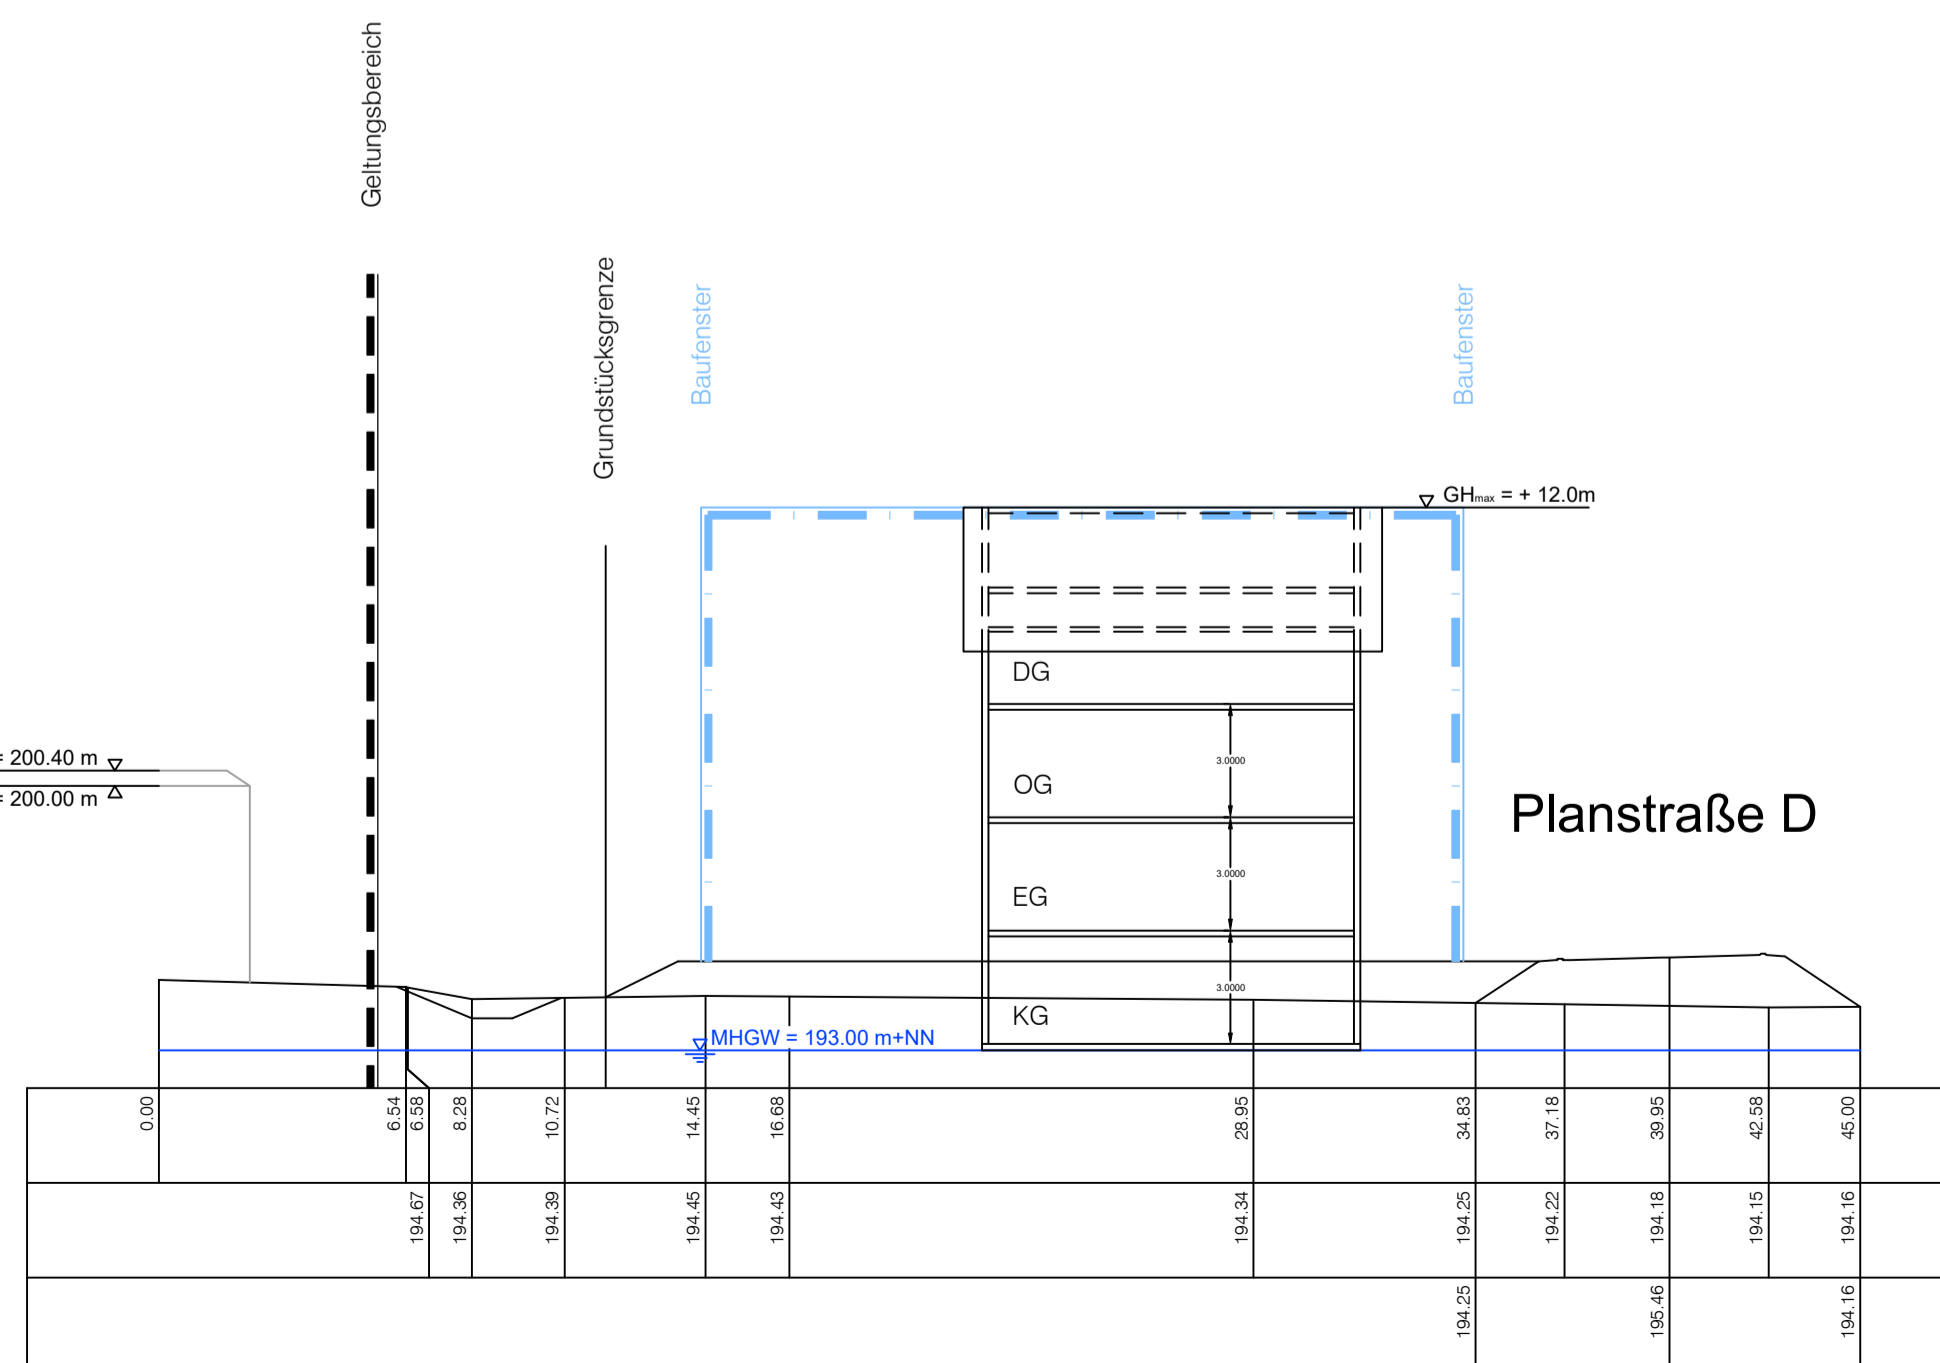 Geltungsbereich
Grundstücksgrenze
Baufenster
Baufenster
GHmax = + 12.0m
DG
= 200.40 m
= 200.00 m
3.0000
OG
Planstraße D
3.0000
EG
3.0000
KG
MHGW = 193.00 m+NN
0.00
6.54
6.58
8.28
10.72
14.45
16.68
28.95
34.83
37.18
39.95
42.58
45.00
194.67
194.36
194.39
194.45
194.43
194.34
194.25
194.22
194.18
194.15
194.16
194.25
195.46
194.16